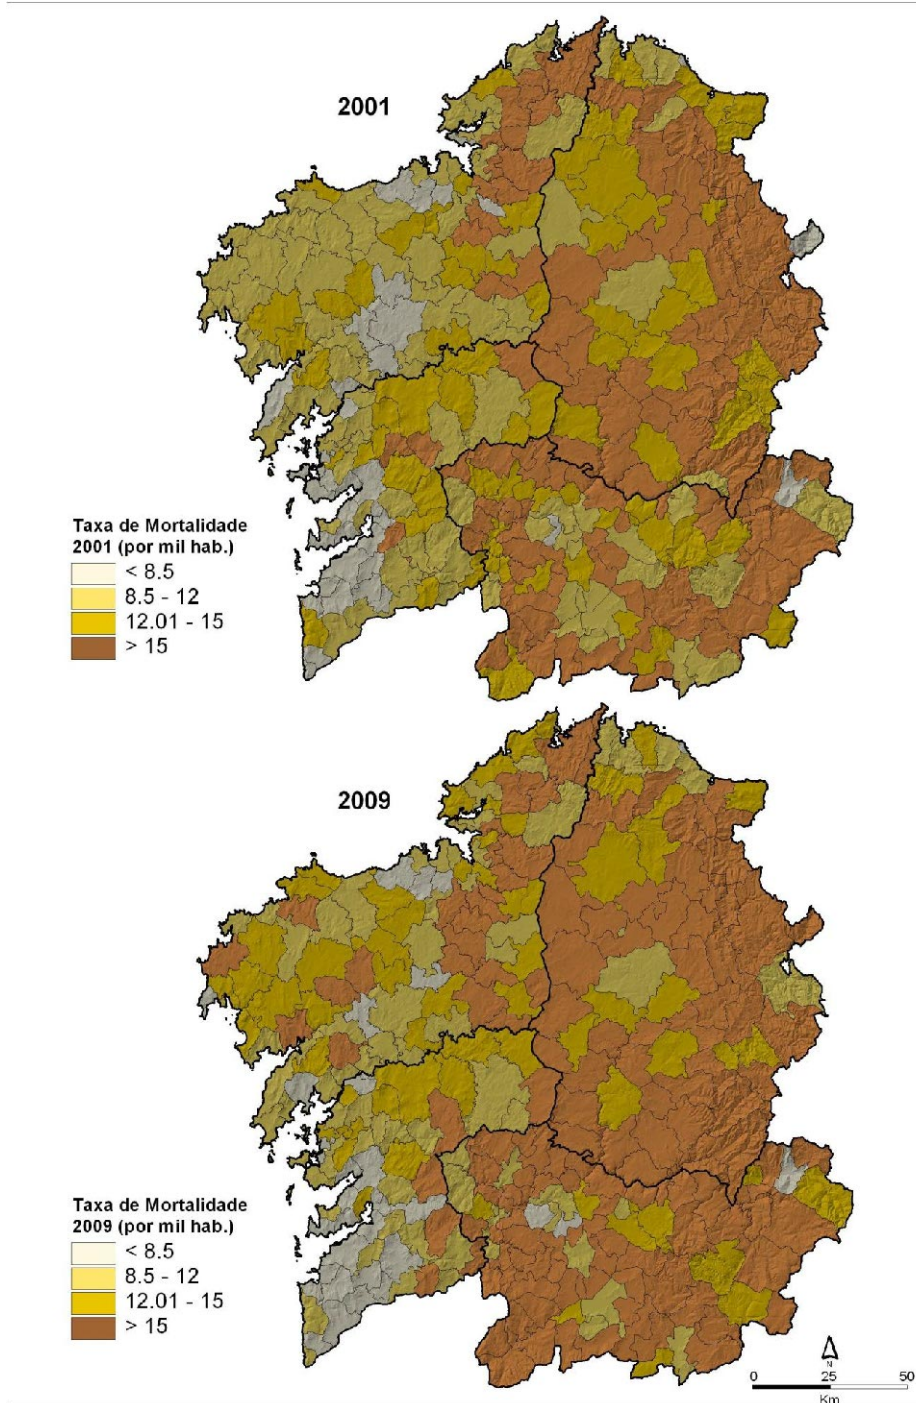 2001
Taxa de Mortalidade
2001 (por mil hab.)
< 8.5
8.5 - 12
12.01 - 15
> 15
2009
Taxa de Mortalidade
2009 (por mil hab.)
< 8.5
8.5 - 12
12.01 - 15
> 15
N
0 25 50
Km